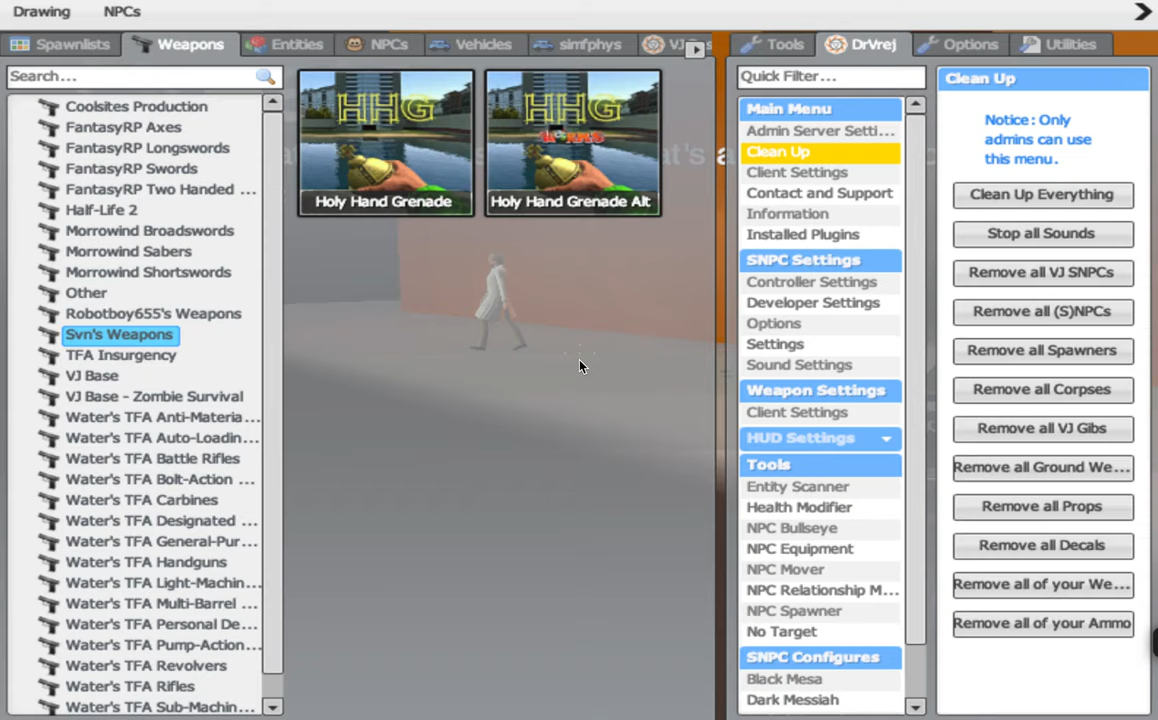 Drawing
NPCs
Spawnlists
Weapons
Entities
NPCs
Vehicles
simfphys
Tools
DrVrej
Options
Utilities
Search...
Coolsites Production
FantasyRP Axes
FantasyRP Longswords
FantasyRP Swords
FantasyRP Two Handed ...
Half-Life 2
Morrowind Broadswords
Morrowind Sabers
Morrowind Shortswords
Other
Robotboy655's Weapons
Svn's Weapons
TFA Insurgency
VJ Base
VJ Base - Zombie Survival
Water's TFA Anti-Materia...
Water's TFA Auto-Loadin...
Water's TFA Battle Rifles
Water's TFA Bolt-Action ...
Water's TFA Carbines
Water's TFA Designated ...
Water's TFA General-Pur...
Water's TFA Handguns
Water's TFA Light-Machin...
Water's TFA Multi-Barrel ...
Water's TFA Personal De...
Water's TFA Pump-Action...
Water's TFA Revolvers
Water's TFA Rifles
Water's TFA Sub-Machin...
HHG
Holy Hand Grenade
HHG
Holy Hand Grenade Alt
Quick Filter...
Main Menu
Admin Server Setti...
Clean Up
Client Settings
Contact and Support
Information
Installed Plugins
SNPC Settings
Controller Settings
Developer Settings
Options
Settings
Sound Settings
Weapon Settings
Client Settings
HUD Settings
Tools
Entity Scanner
Health Modifier
NPC Bullseye
NPC Equipment
NPC Mover
NPC Relationship M...
NPC Spawner
No Target
SNPC Configures
Black Mesa
Dark Messiah
Clean Up
Notice: Only
admins can use
this menu.
Clean Up Everything
Stop all Sounds
Remove all VJ SNPCs
Remove all (S)NPCs
Remove all Spawners
Remove all Corpses
Remove all VJ Gibs
Remove all Ground We...
Remove all Props
Remove all Decals
Remove all of your We...
Remove all of your Ammo